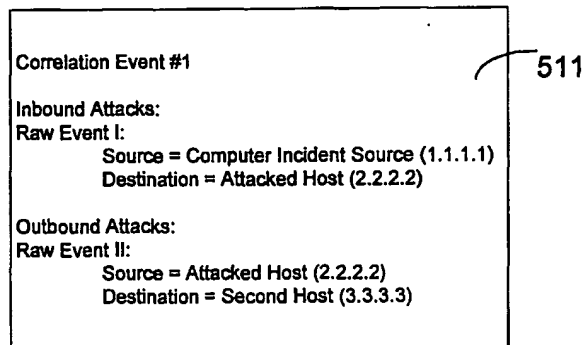 Correlation Event #1
511
Inbound Attacks:
Raw Event I:
Source = Computer Incident Source (1.1.1.1)
Destination = Attacked Host (2.2.2.2)
Outbound Attacks:
Raw Event II:
Source = Attacked Host (2.2.2.2)
Destination = Second Host (3.3.3.3)